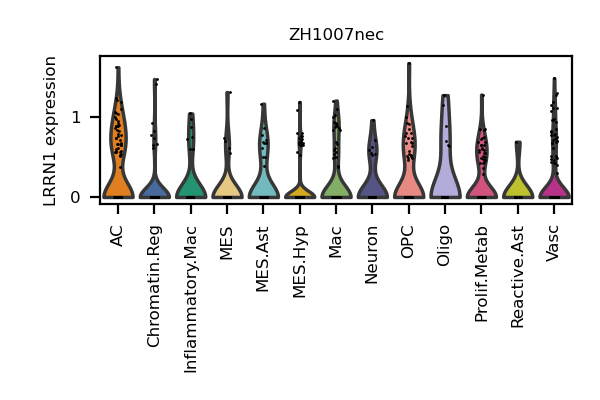 ZH1007nec
LRRN1 expression
1
0
AC
Chromatin.Reg
Inflammatory.Mac
MES
MES.Ast
MES.Hyp
Mac
Neuron
OPC
Oligo
Prolif.Metab
Reactive.Ast
Vasc